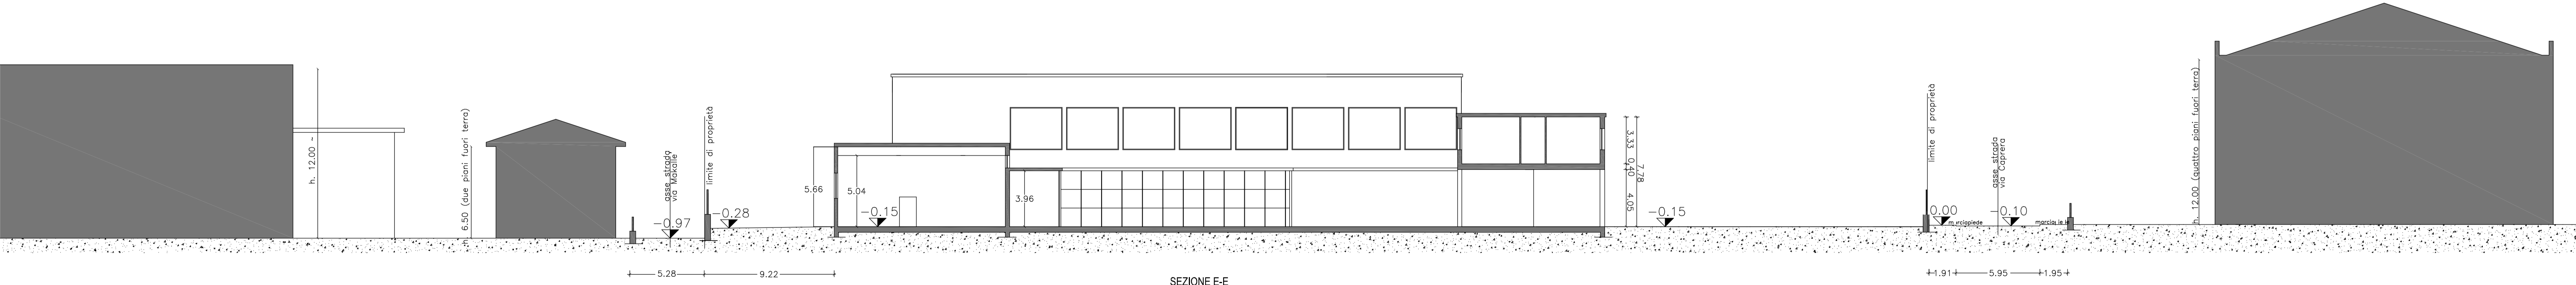 h. 12.00 -
h. 6.50 (due piani fuori terra)
asse strada
via Makalle
-0.97
limite di proprietà
-0.28
5.66
5.04
-0.15
3.96
3.33
0.40
4.05
7.78
-0.15
limite di proprietà
0.00
marciapiede
asse strada
via Caprera
-0.10
h. 12.00 (quattro piani fuori terra)
5.28
9.22
1.91
5.95
1.95
SEZIONE E-E